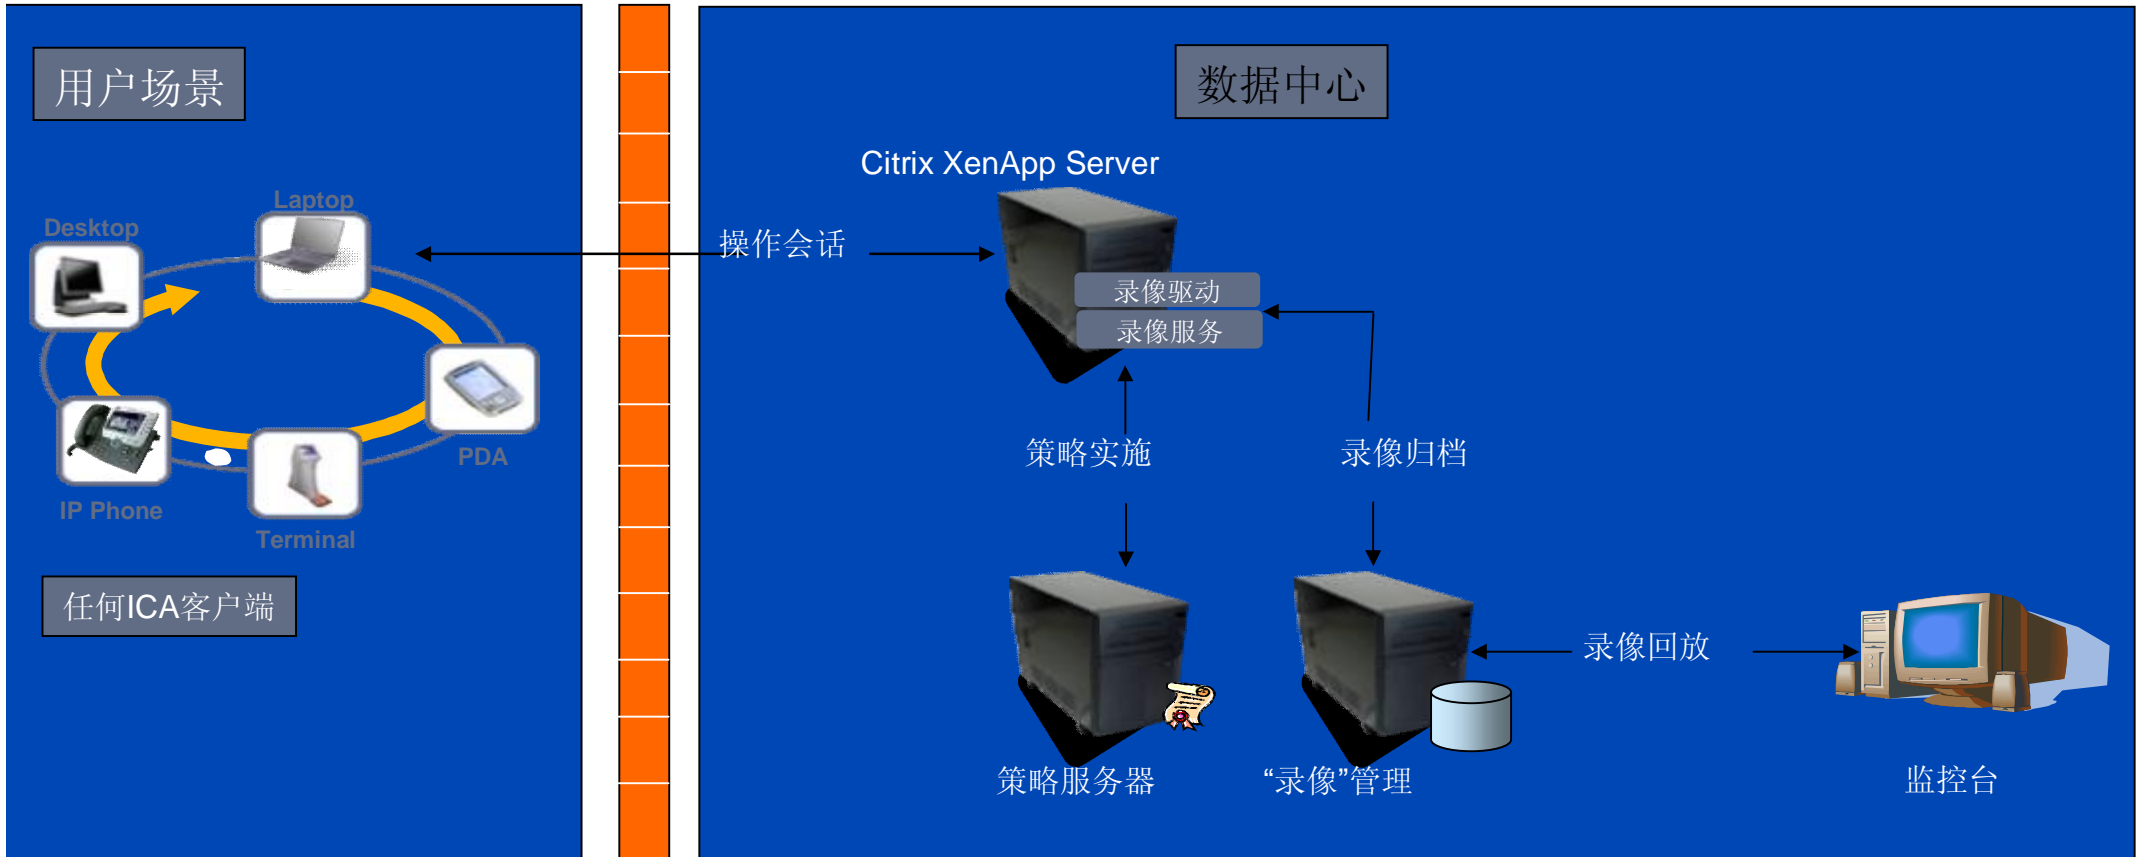 用户场景
数据中心
Citrix XenApp Server
Laptop
Desktop
操作会话
录像驱动
录像服务
策略实施
录像归档
PDA
IP Phone
Terminal
任何ICA客户端
录像回放
策略服务器
“录像”管理
监控台